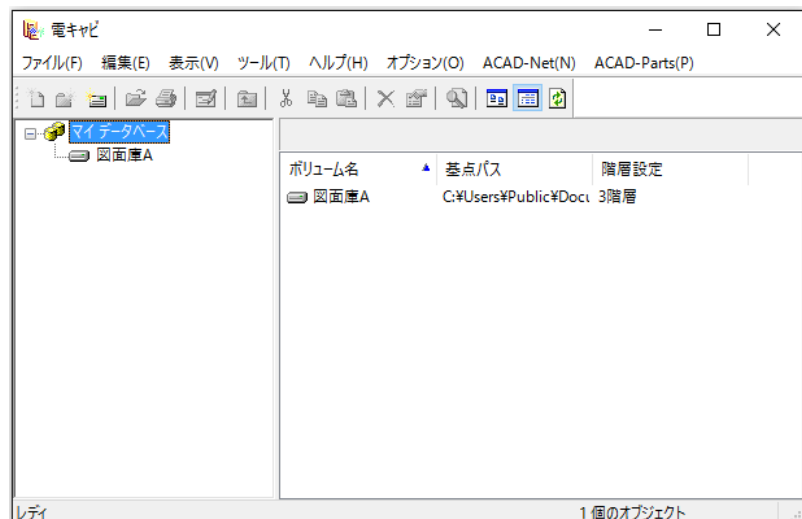 電キャビ
ファイル(F) 編集(E) 表示(V) ツール(T) ヘルプ(H) オプション(O) ACAD-Net(N) ACAD-Parts(P)
マイ データベース
図面庫A
ボリューム名 基点パス 階層設定
図面庫A C:¥Users¥Public¥Docu 3階層
レディ 1 個のオブジェクト